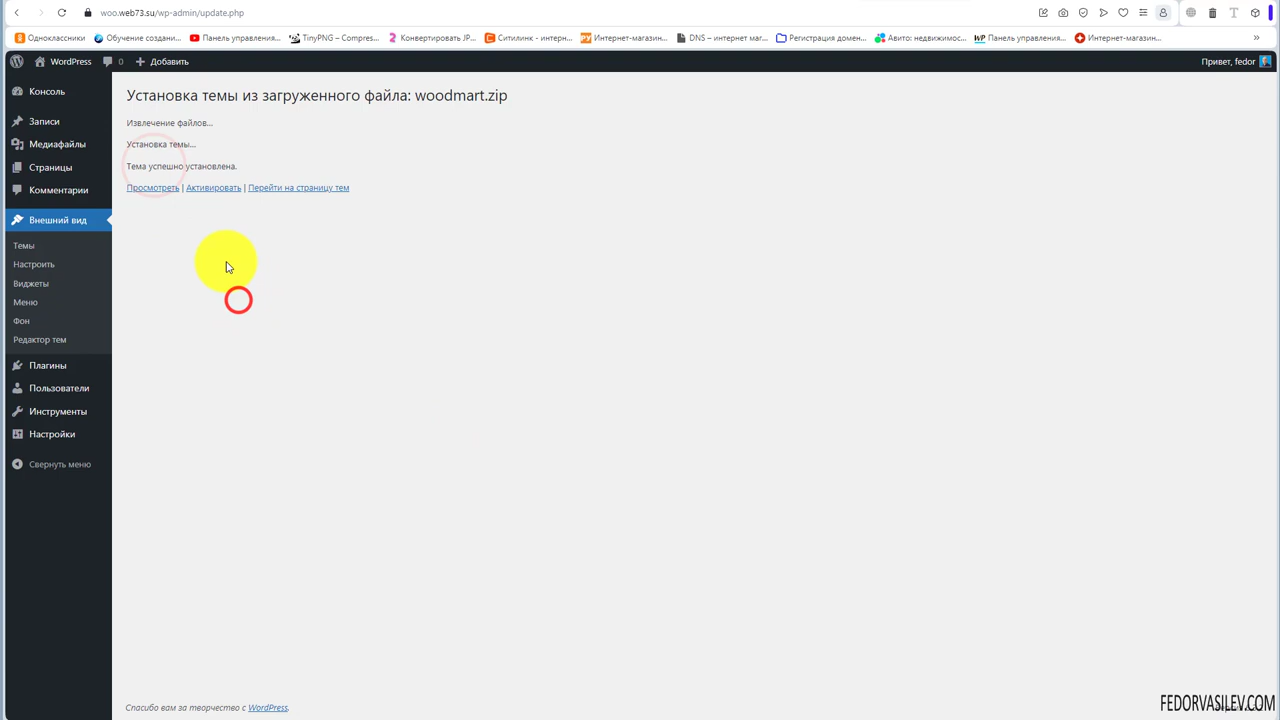 woo.web73.su/wp-admin/update.php
Одноклассники
Обучение создани...
Панель управления...
TinyPNG – Compres...
Конвертировать JP...
Ситилинк - интерн...
Интернет-магазин...
DNS – интернет маг...
Регистрация домен...
Авито: недвижимос...
Панель управления...
Интернет-магазин...
WordPress
0
Добавить
Привет, fedor
Консоль
Записи
Медиафайлы
Страницы
Комментарии
Внешний вид
Темы
Настроить
Виджеты
Меню
Фон
Редактор тем
Плагины
Пользователи
Инструменты
Настройки
Свернуть меню
Установка темы из загруженного файла: woodmart.zip
Извлечение файлов...
Установка темы...
Тема успешно установлена.
Просмотреть | Активировать | Перейти на страницу тем
Спасибо вам за творчество с WordPress.
FEDORVASILEV.COM